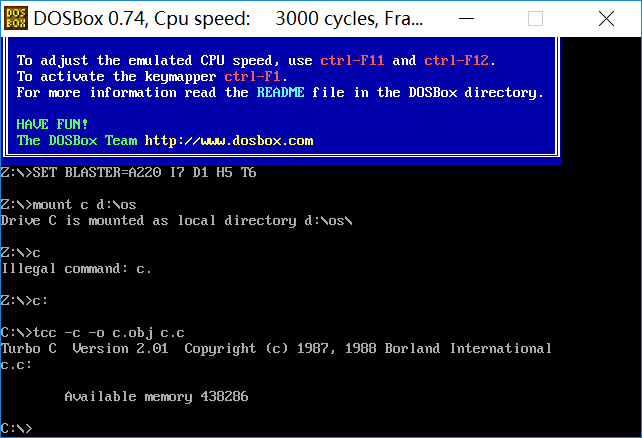 DOS
BOX
DOSBox 0.74, Cpu speed:    3000 cycles, Fra...
To adjust the emulated CPU speed, use ctrl-F11 and ctrl-F12.
To activate the keymapper ctrl-F1.
For more information read the README file in the DOSBox directory.
HAVE FUN!
The DOSBox Team http://www.dosbox.com
Z:\>SET BLASTER=A220 I7 D1 H5 T6
Z:\>mount c d:\os
Drive C is mounted as local directory d:\os\
Z:\>c
Illegal command: c.
Z:\>c:
C:\>tcc -c -o c.obj c.c
Turbo C  Version 2.01  Copyright (c) 1987, 1988 Borland International
c.c:
        Available memory 438286
C:\>